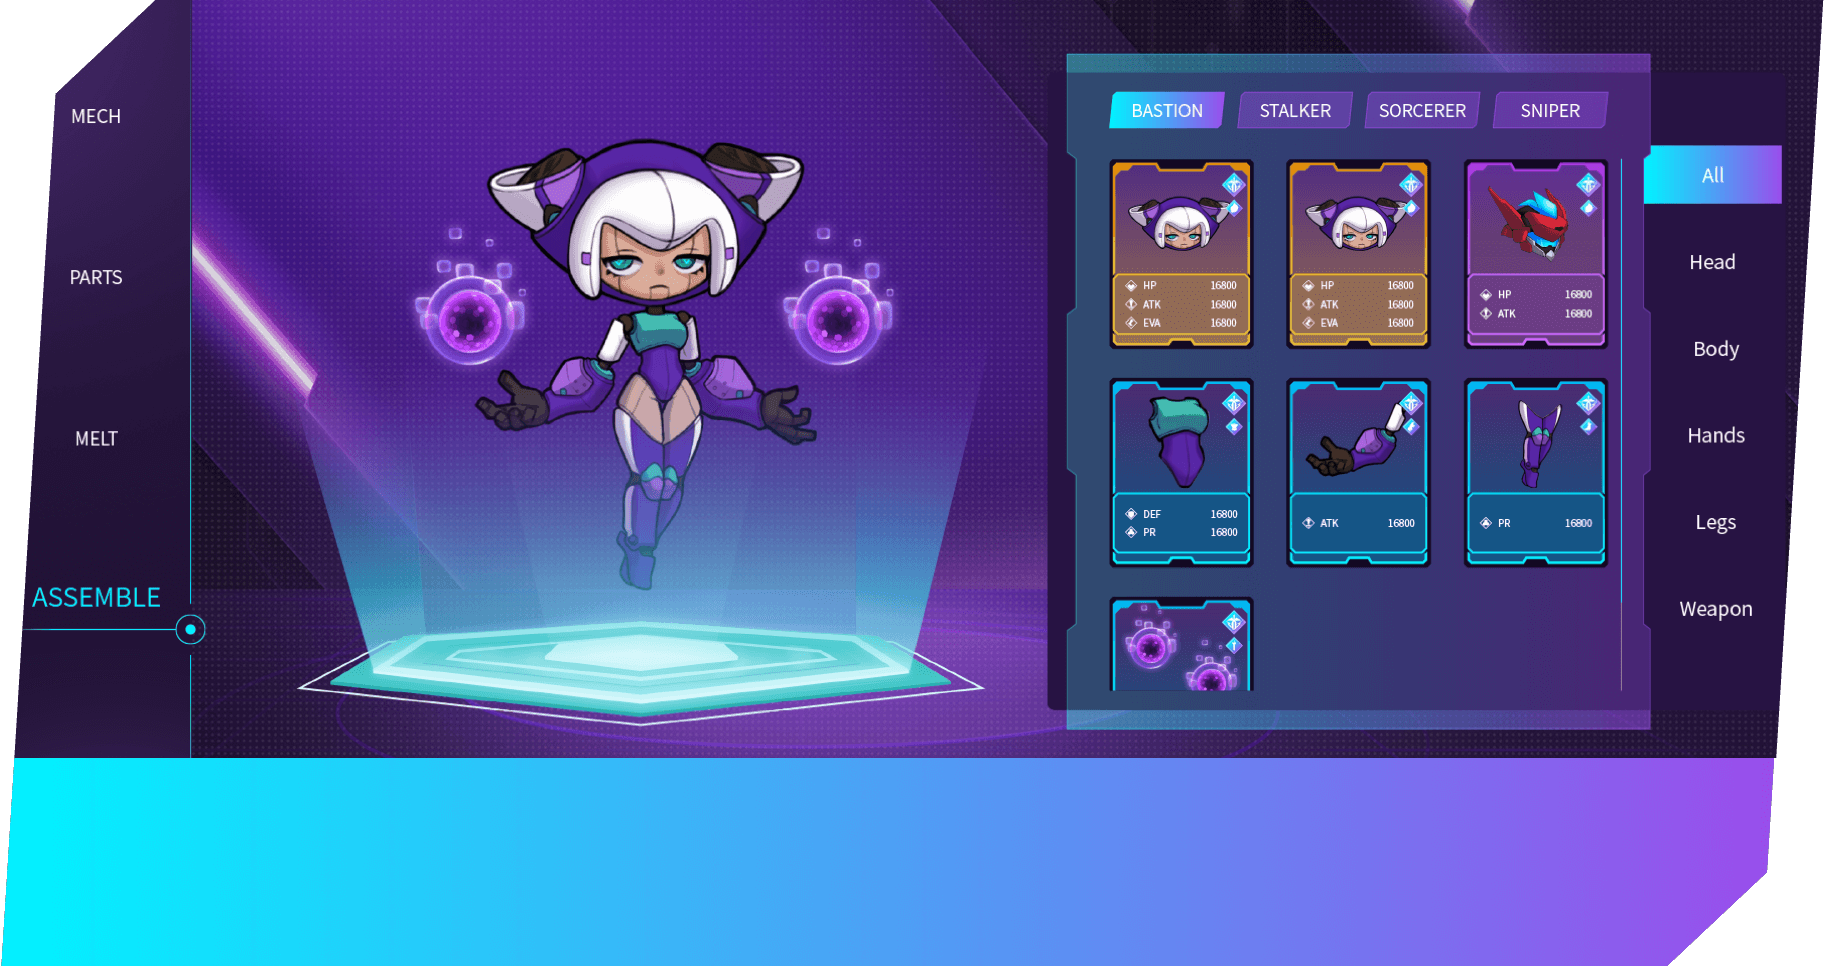 MECH
PARTS
MELT
ASSEMBLE
BASTION STALKER SORCERER SNIPER
HP 16800
ATK 16800
EVA 16800
HP 16800
ATK 16800
EVA 16800
HP 16800
ATK 16800
DEF 16800
PR 16800
ATK 16800
PR 16800
All
Head
Body
Hands
Legs
Weapon